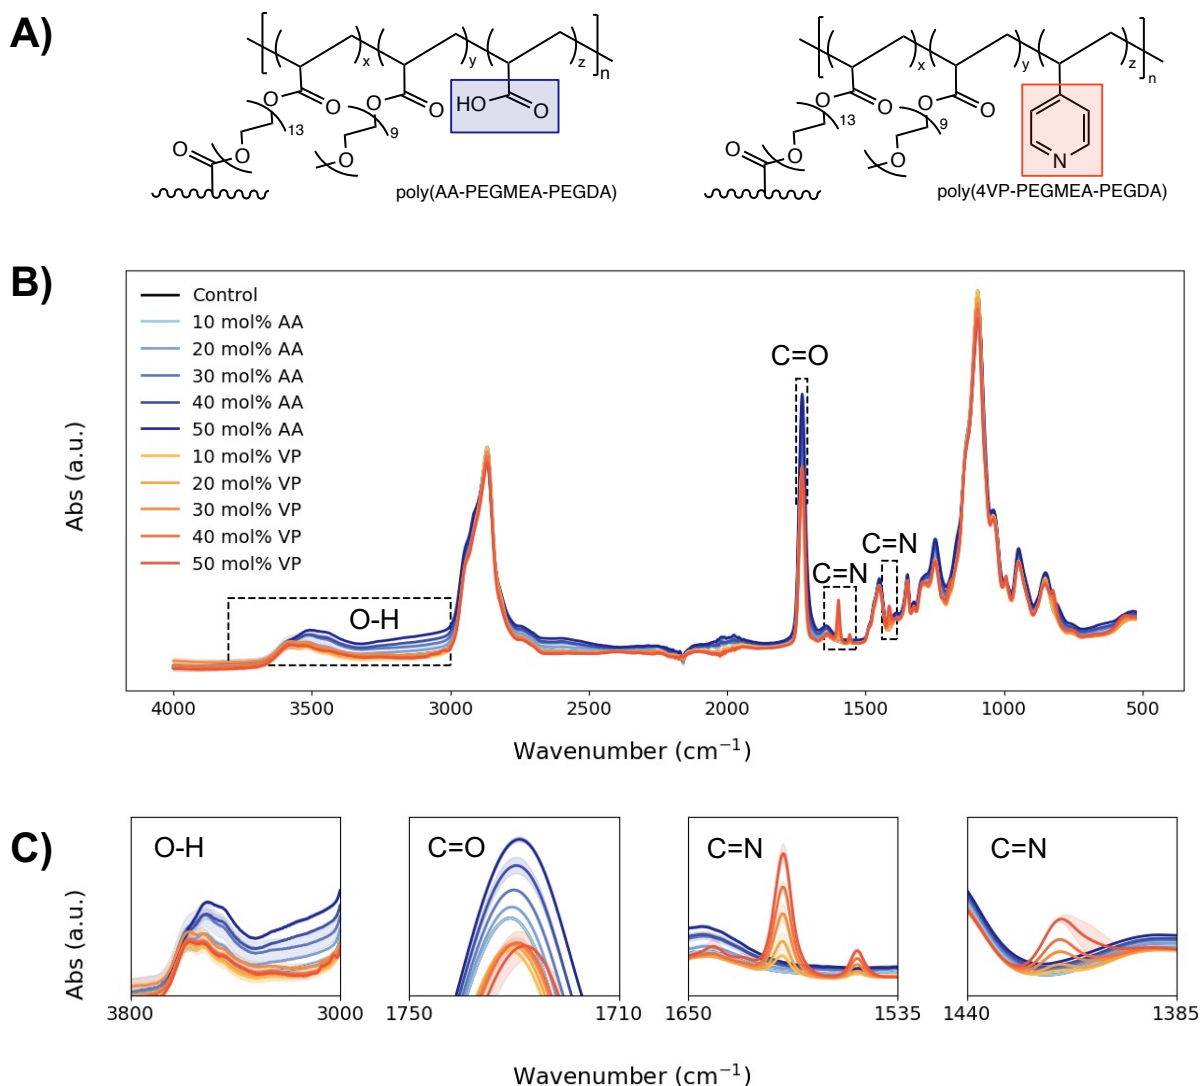 A)
[ ( )x ( )y ( )z ]n
O O
O O
HO O
13
9
O
O
O
poly(AA-PEGMEA-PEGDA)
[ ( )x ( )y ( )z ]n
O O
O O
13
9
O
O
O
N
poly(4VP-PEGMEA-PEGDA)
B)
Control
10 mol% AA
20 mol% AA
30 mol% AA
40 mol% AA
50 mol% AA
10 mol% VP
20 mol% VP
30 mol% VP
40 mol% VP
50 mol% VP
O-H
C=O
C=N
C=N
Abs (a.u.)
4000 3500 3000 2500 2000 1500 1000 500
Wavenumber (cm⁻¹)
C)
O-H
C=O
C=N
C=N
Abs (a.u.)
3800 3000
1750 1710
1650 1535
1440 1385
Wavenumber (cm⁻¹)